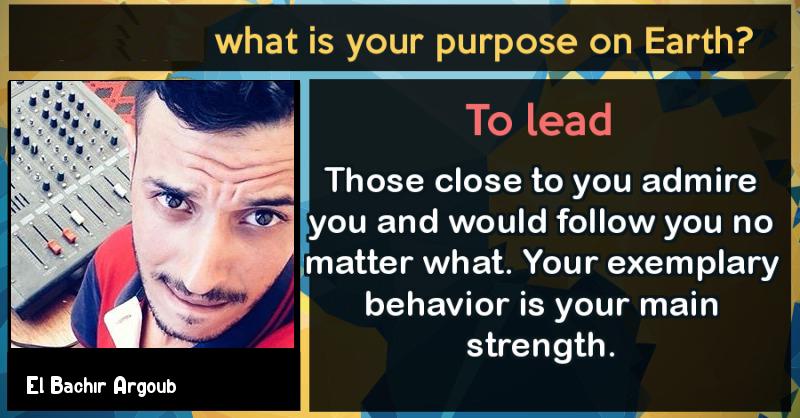 what is your purpose on Earth?
To lead
Those close to you admire
you and would follow you no
matter what. Your exemplary
behavior is your main
strength.
El Bachir Argoub